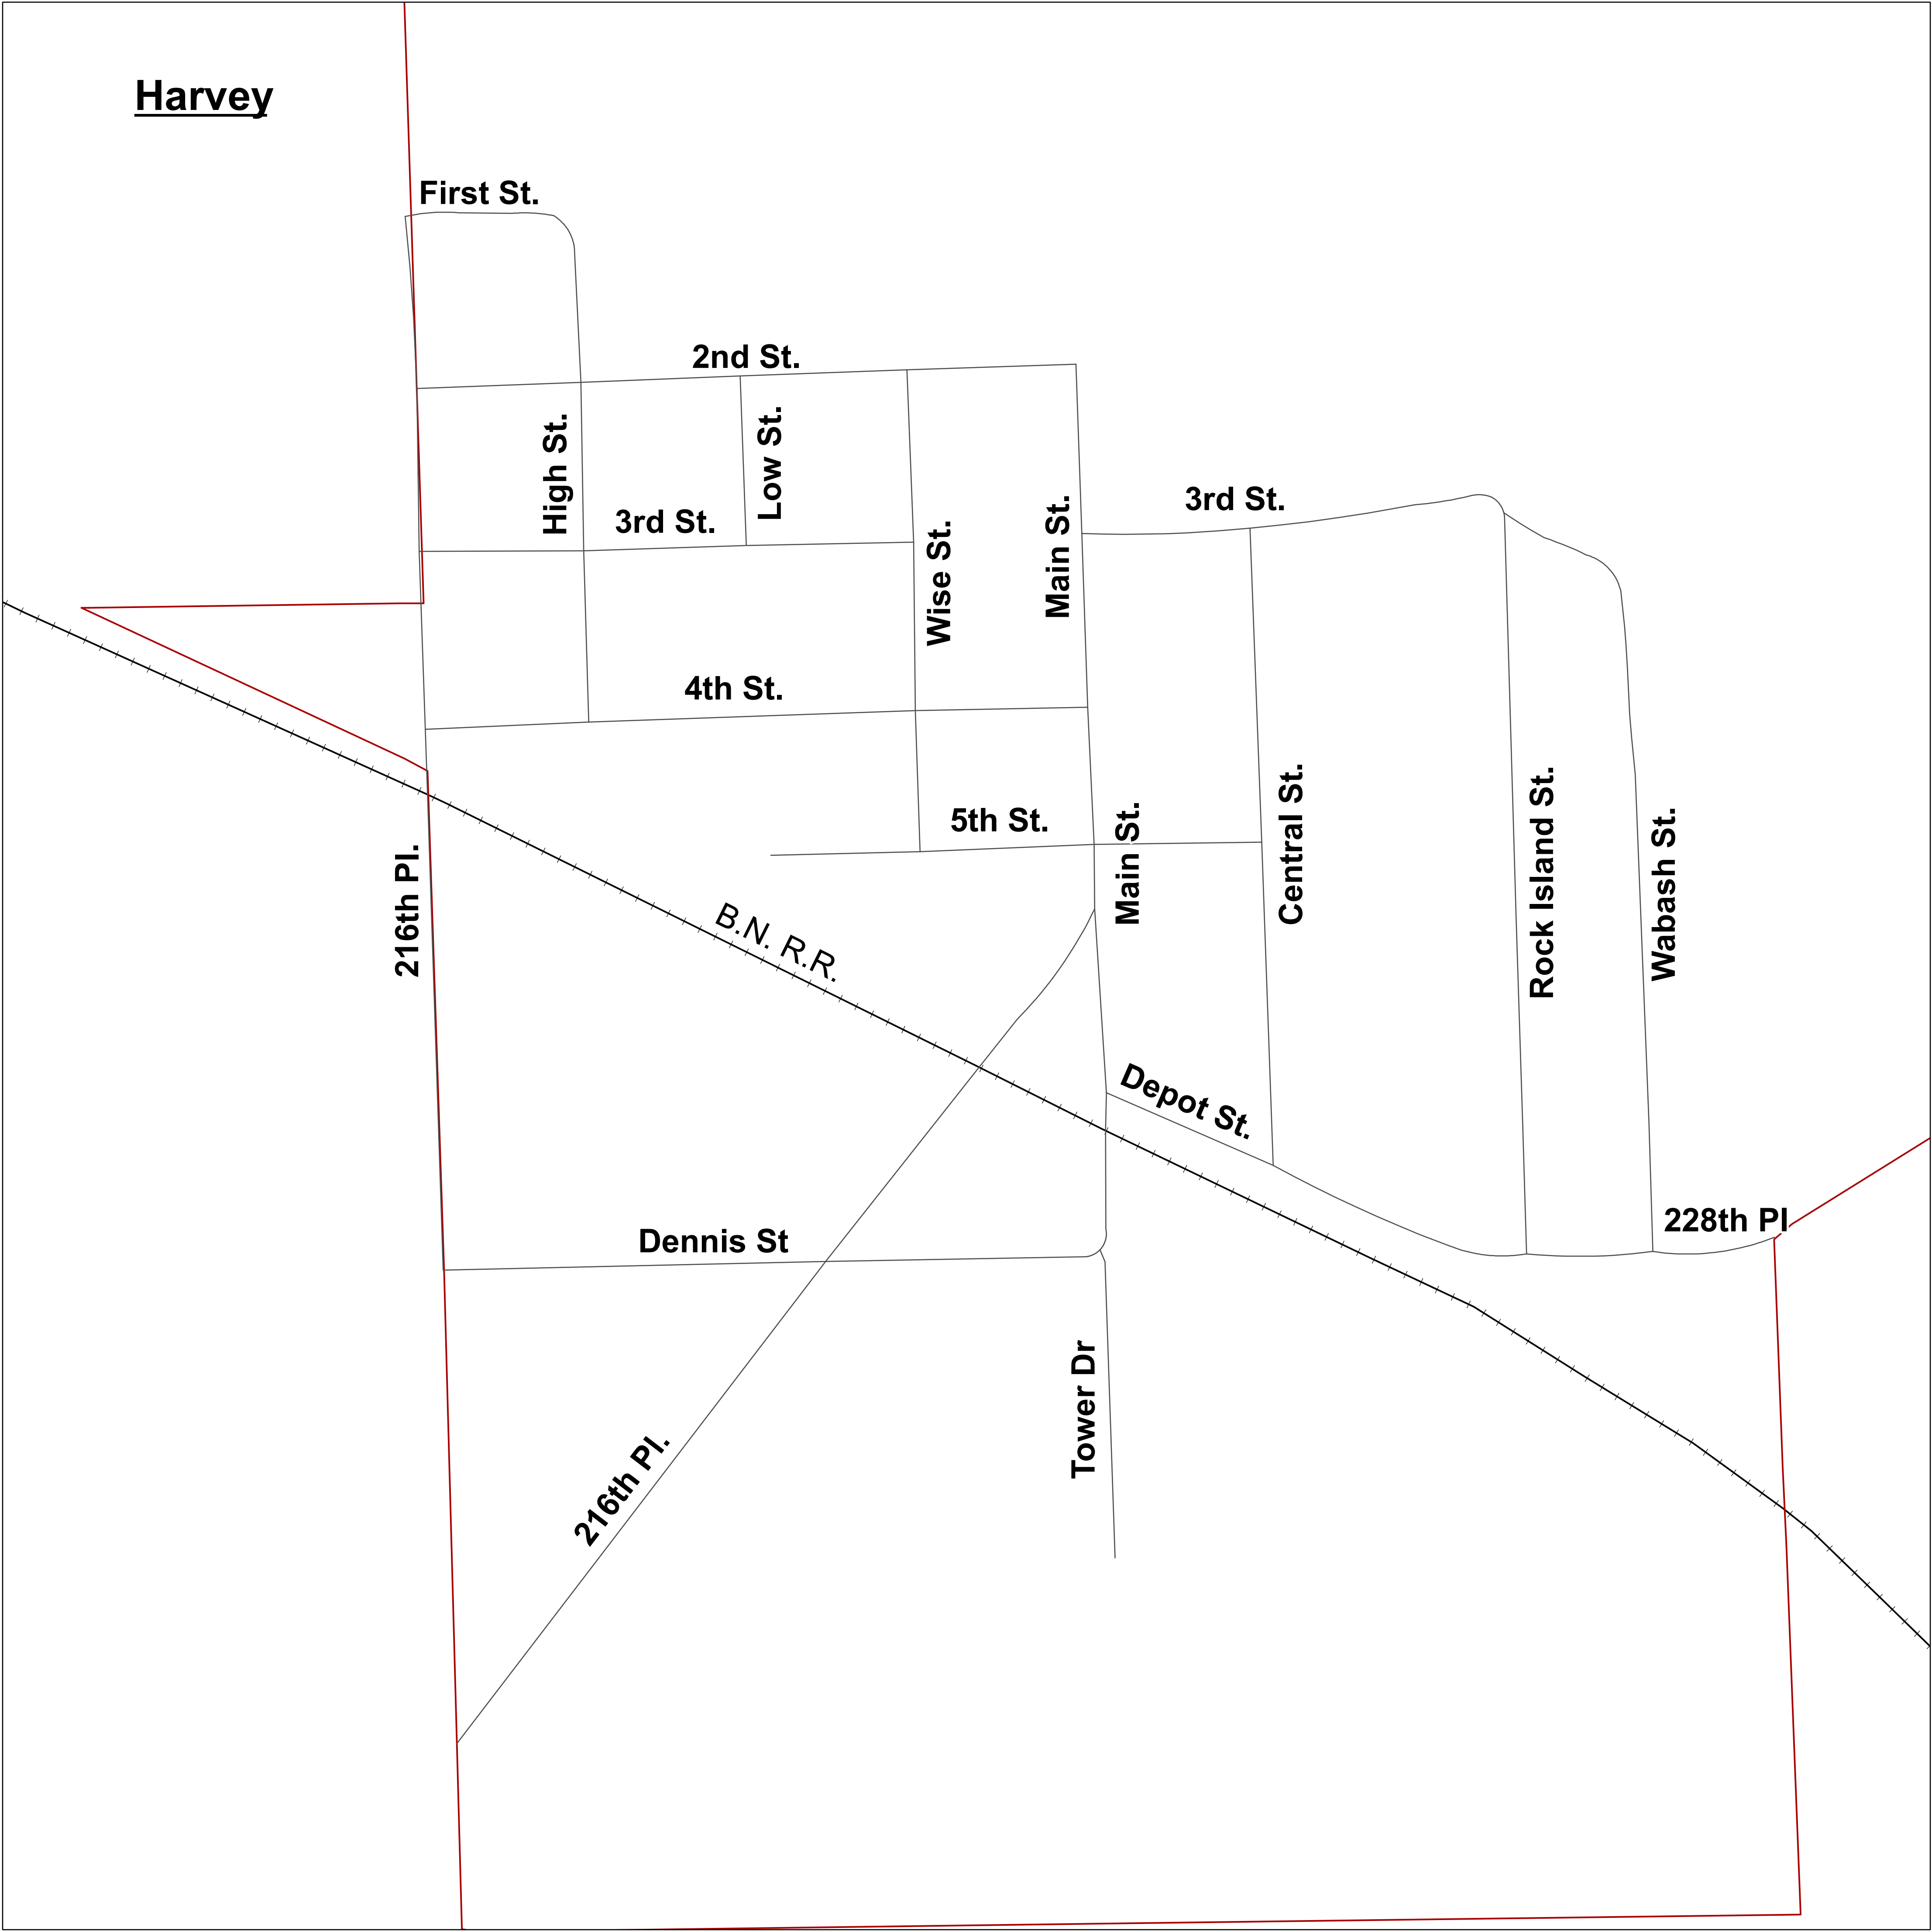 Harvey
First St.
2nd St.
High St.
Low St.
3rd St.
3rd St.
Wise St.
Main St.
4th St.
5th St.
Main St.
Central St.
Rock Island St.
Wabash St.
216th Pl.
B.N. R.R.
Depot St.
228th Pl
Dennis St
Tower Dr
216th Pl.